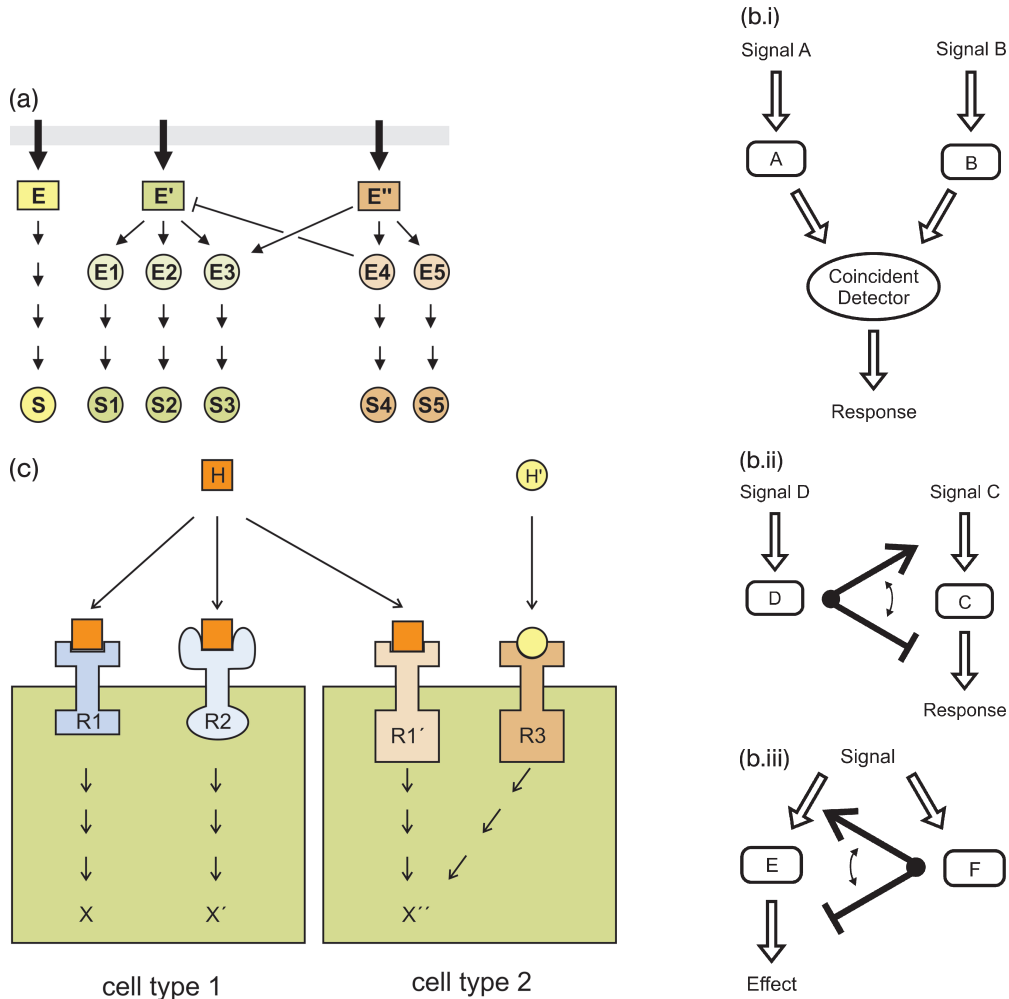 (a)
E E' E''
E1 E2 E3 E4 E5
S S1 S2 S3 S4 S5
(b.i)
Signal A Signal B
A B
Coincident
Detector
Response
(b.ii)
Signal D Signal C
D C
Response
(b.iii)
Signal
E F
Effect
(c)
H H'
R1 R2 R1´ R3
X X´ X´´
cell type 1 cell type 2